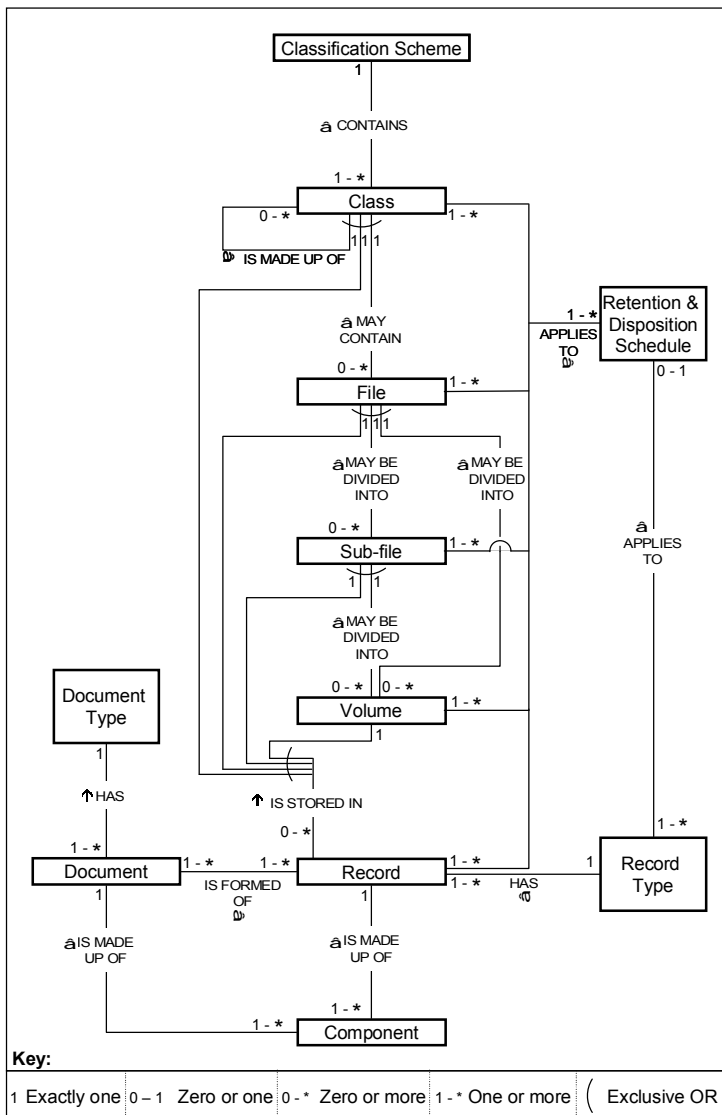 Classification Scheme
1
â CONTAINS
1 - *
Class
0 - *
1 - *
1 1 1
â IS MADE UP OF
â MAY
CONTAIN
1 - *
APPLIES
TO
â
Retention &
Disposition
Schedule
0 - 1
0 - *
File
1 - *
1 1 1
â MAY BE
DIVIDED
INTO
â MAY BE
DIVIDED
INTO
0 - *
Sub-file
1 - *
1 1
â
APPLIES
TO
â MAY BE
DIVIDED
INTO
0 - * 0 - *
Volume
1 - *
1
Document
Type
1
↑ HAS
↑ IS STORED IN
1 - *
0 - *
1 - *
Document
1 - * 1 - *
IS FORMED
OF
â
Record
1 - *
1 - *
HAS
â
1
Record
Type
1
1
â IS MADE
UP OF
â IS MADE
UP OF
1 - *
1 - *
Component
Key:
1 Exactly one 0 – 1 Zero or one 0 - * Zero or more 1 - * One or more ( Exclusive OR